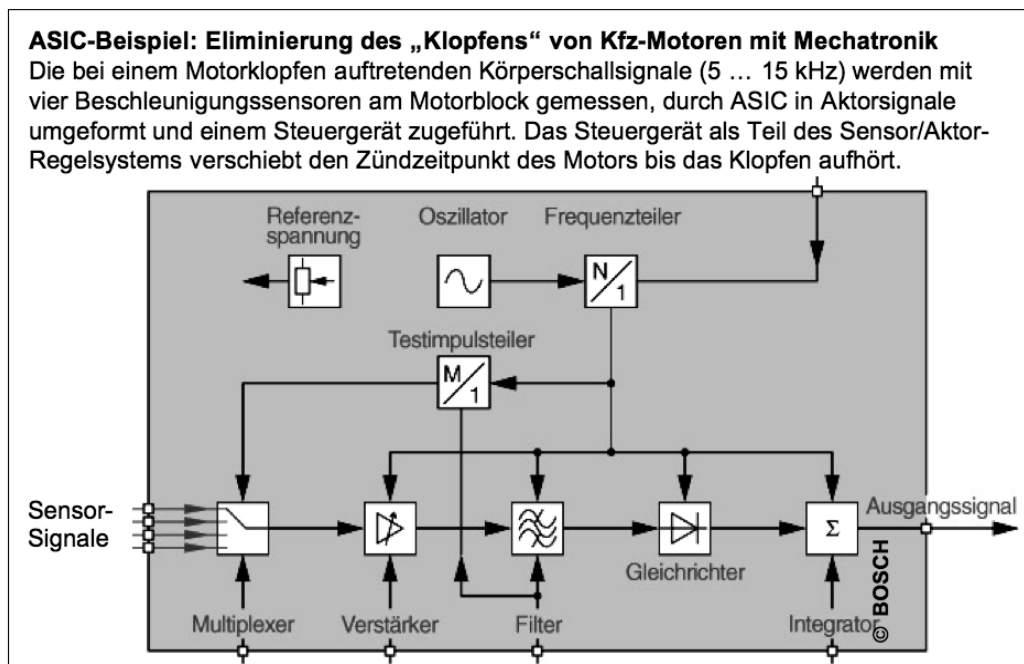 ASIC-Beispiel: Eliminierung des „Klopfens“ von Kfz-Motoren mit Mechatronik
Die bei einem Motorklopfen auftretenden Körperschallsignale (5 … 15 kHz) werden mit
vier Beschleunigungssensoren am Motorblock gemessen, durch ASIC in Aktorsignale
umgeformt und einem Steuergerät zugeführt. Das Steuergerät als Teil des Sensor/Aktor-
Regelsystems verschiebt den Zündzeitpunkt des Motors bis das Klopfen aufhört.
Referenz-
spannung
Oszillator
Frequenzteiler
N/1
Testimpulsteiler
M/1
Sensor-
Signale
Ausgangssignal
Σ
Gleichrichter
Multiplexer
Verstärker
Filter
Integrator
© BOSCH